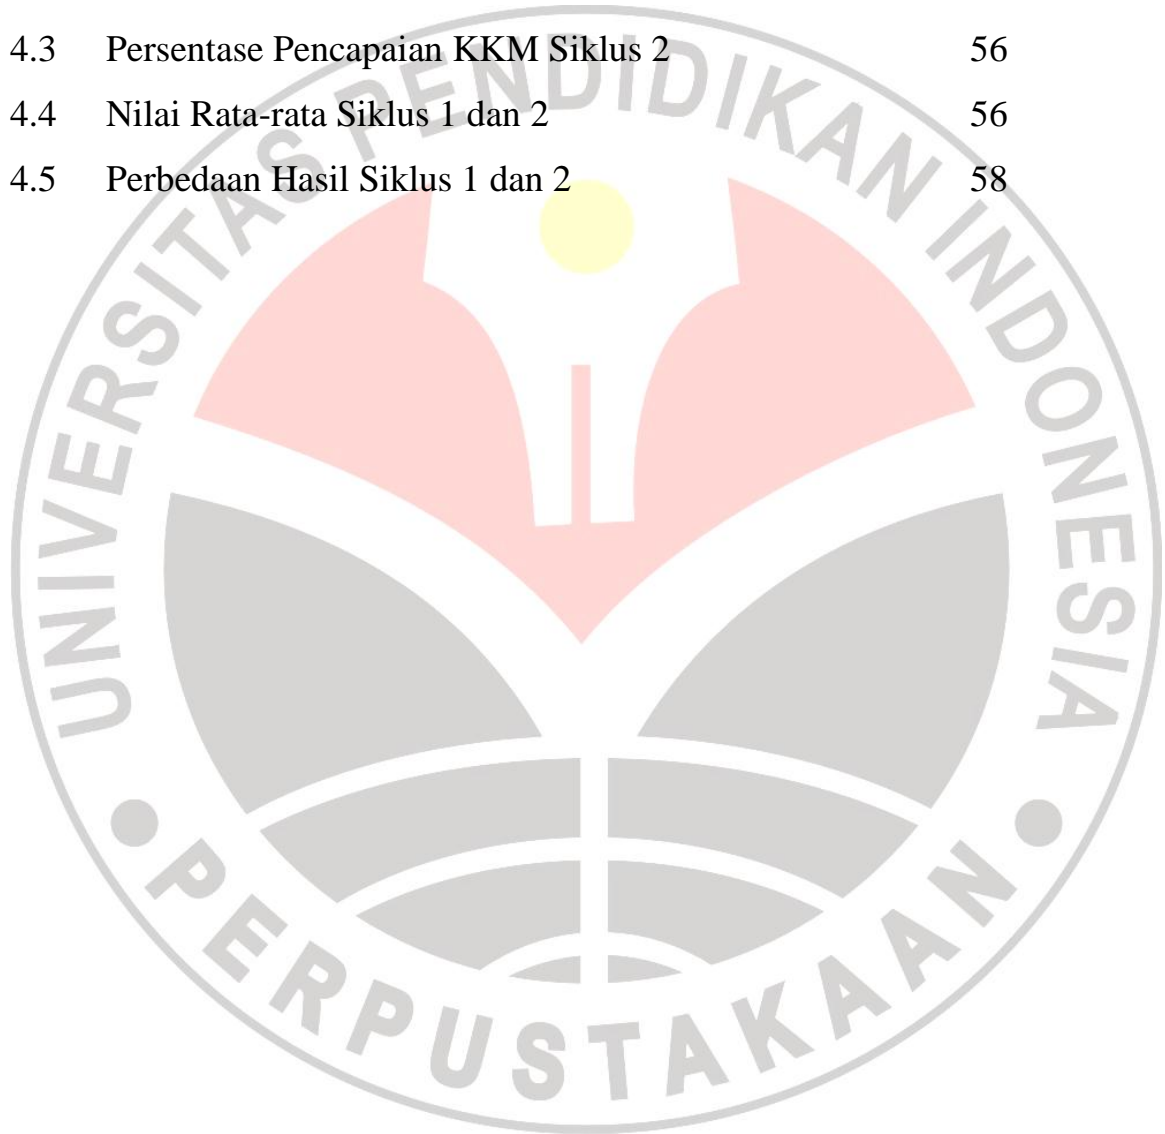 4.3 Persentase Pencapaian KKM Siklus 2 56
4.4 Nilai Rata-rata Siklus 1 dan 2 56
4.5 Perbedaan Hasil Siklus 1 dan 2 58
UNIVERSITAS PENDIDIKAN INDONESIA
PERPUSTAKAAN